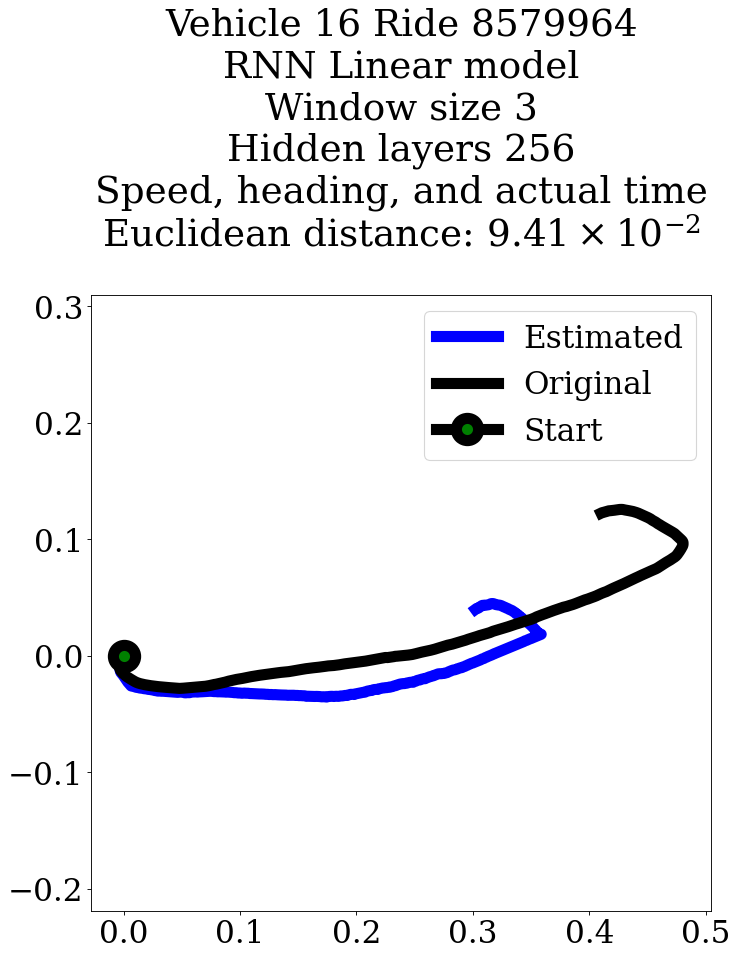 Vehicle 16 Ride 8579964
RNN Linear model
Window size 3
Hidden layers 256
Speed, heading, and actual time
Euclidean distance: 9.41 × 10⁻²
Estimated
Original
Start
0.3
0.2
0.1
0.0
−0.1
−0.2
0.0 0.1 0.2 0.3 0.4 0.5